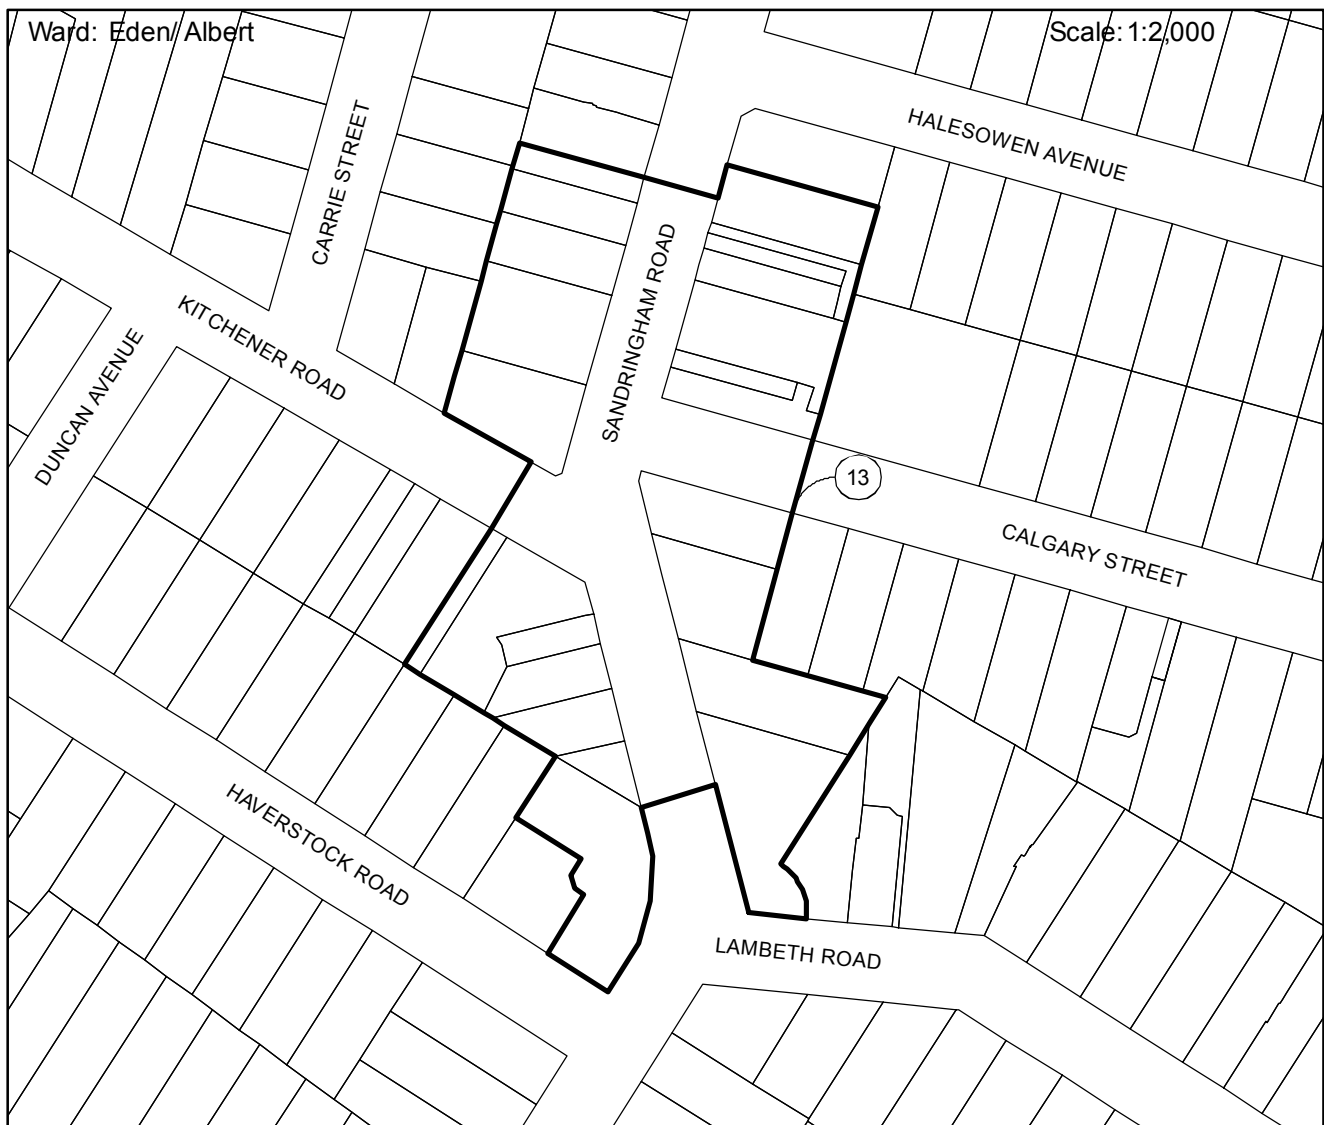 Ward: Eden/ Albert
Scale: 1:2,000
HALESOWEN AVENUE
CARRIE STREET
KITCHENER ROAD
SANDRINGHAM ROAD
DUNCAN AVENUE
13
CALGARY STREET
HAVERSTOCK ROAD
LAMBETH ROAD